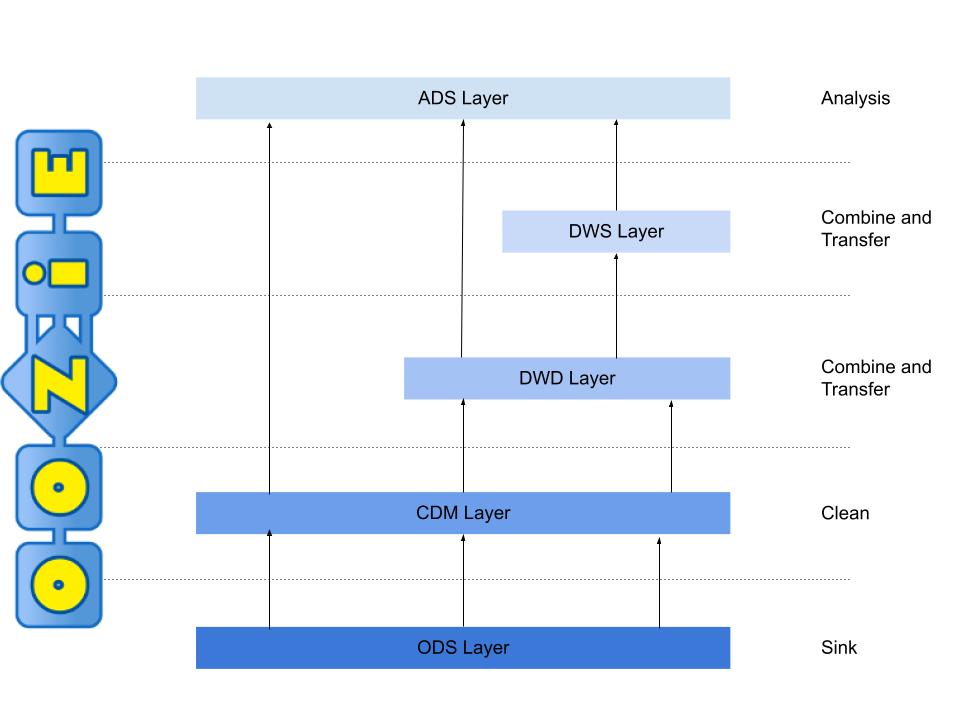 ADS Layer
Analysis
DWS Layer
Combine and
Transfer
DWD Layer
Combine and
Transfer
CDM Layer
Clean
ODS Layer
Sink
OOZiE